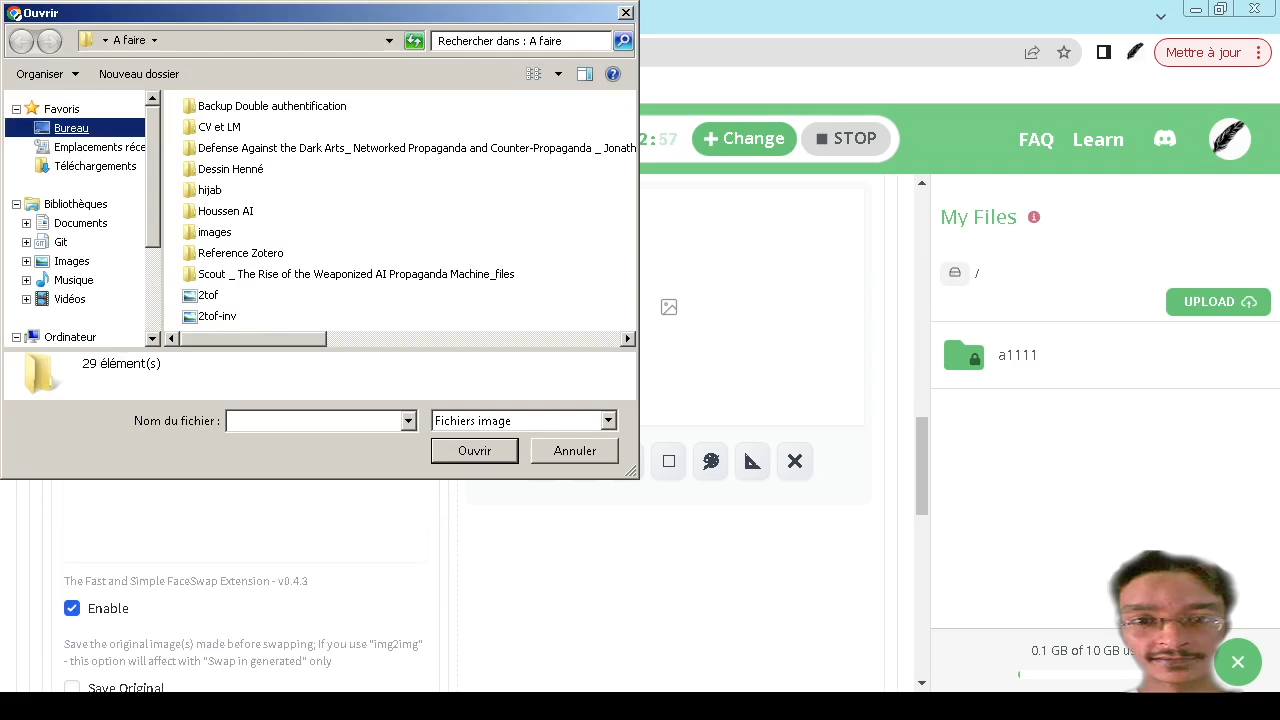 Ouvrir
A faire
Rechercher dans : A faire
Organiser
Nouveau dossier
Favoris
Bureau
Emplacements réce
Téléchargements
Bibliothèques
Documents
Git
Images
Musique
Vidéos
Ordinateur
Backup Double authentification
CV et LM
Defense Against the Dark Arts_ Networked Propaganda and Counter-Propaganda _ Jonath
Dessin Henné
hijab
Houssen AI
images
Reference Zotero
Scout _ The Rise of the Weaponized AI Propaganda Machine_files
2tof
2tof-inv
29 élément(s)
Nom du fichier :
Fichiers image
Ouvrir
Annuler
Mettre à jour
2:57
Change
STOP
FAQ
Learn
The Fast and Simple FaceSwap Extension - v0.4.3
Enable
Save the original image(s) made before swapping; If you use "img2img"
- this option will affect with "Swap in generated" only
Save Original
My Files
/
UPLOAD
a1111
0.1 GB of 10 GB